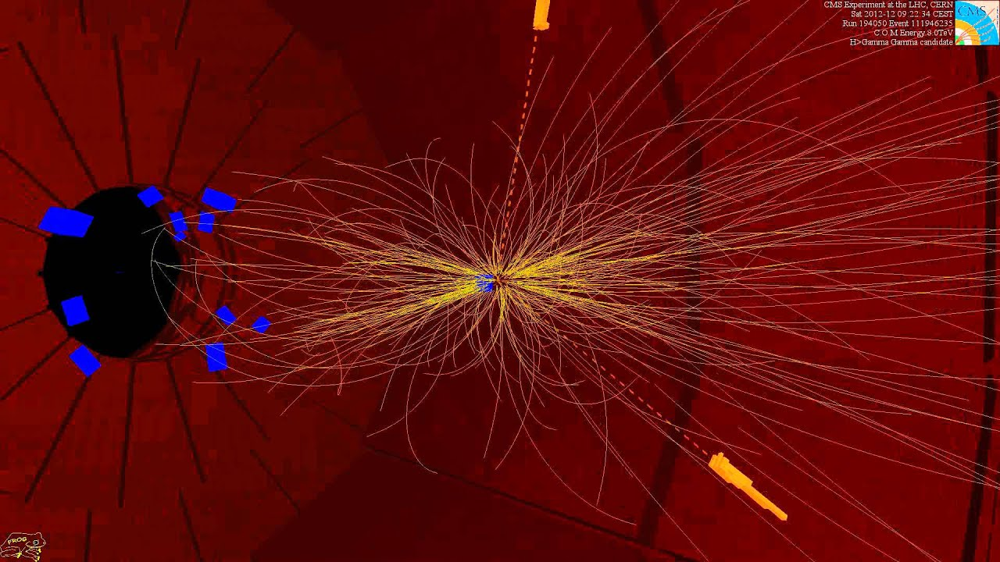 CMS Experiment at the LHC, CERN
Sat 2012-12 09:22:34 CEST
Run 194050 Event 111946235
C O M Energy 8.0TeV
H>Gamma Gamma candidate
CMS
FROG